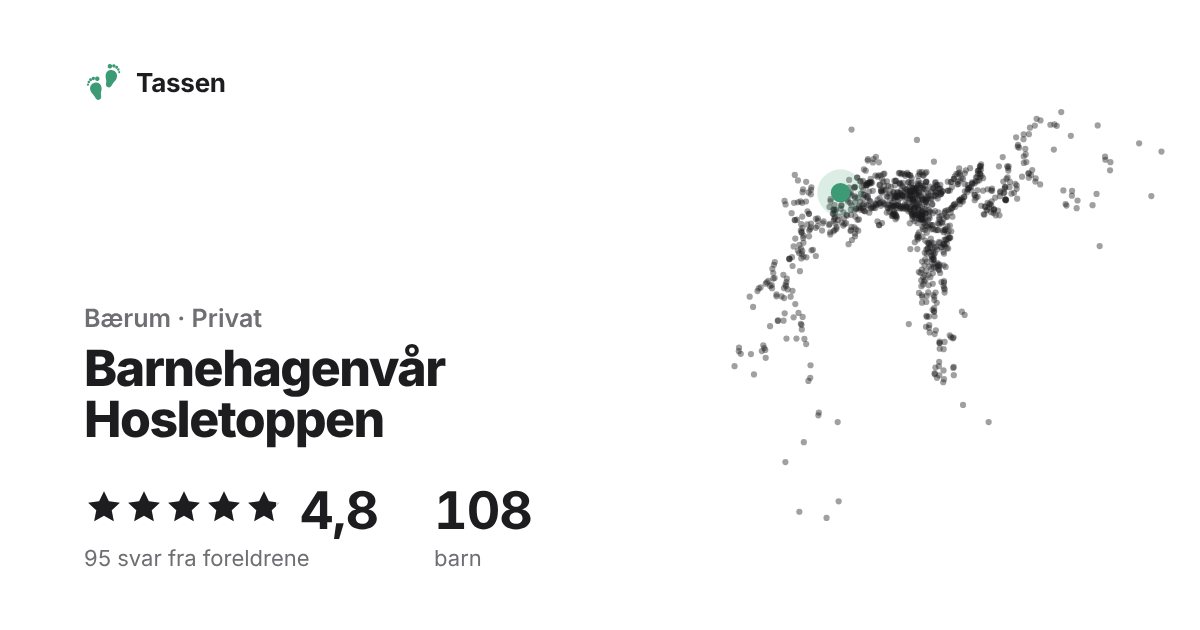 Tassen
Bærum · Privat
Barnehagenvår
Hosletoppen
4,8
108
95 svar fra foreldrene
barn